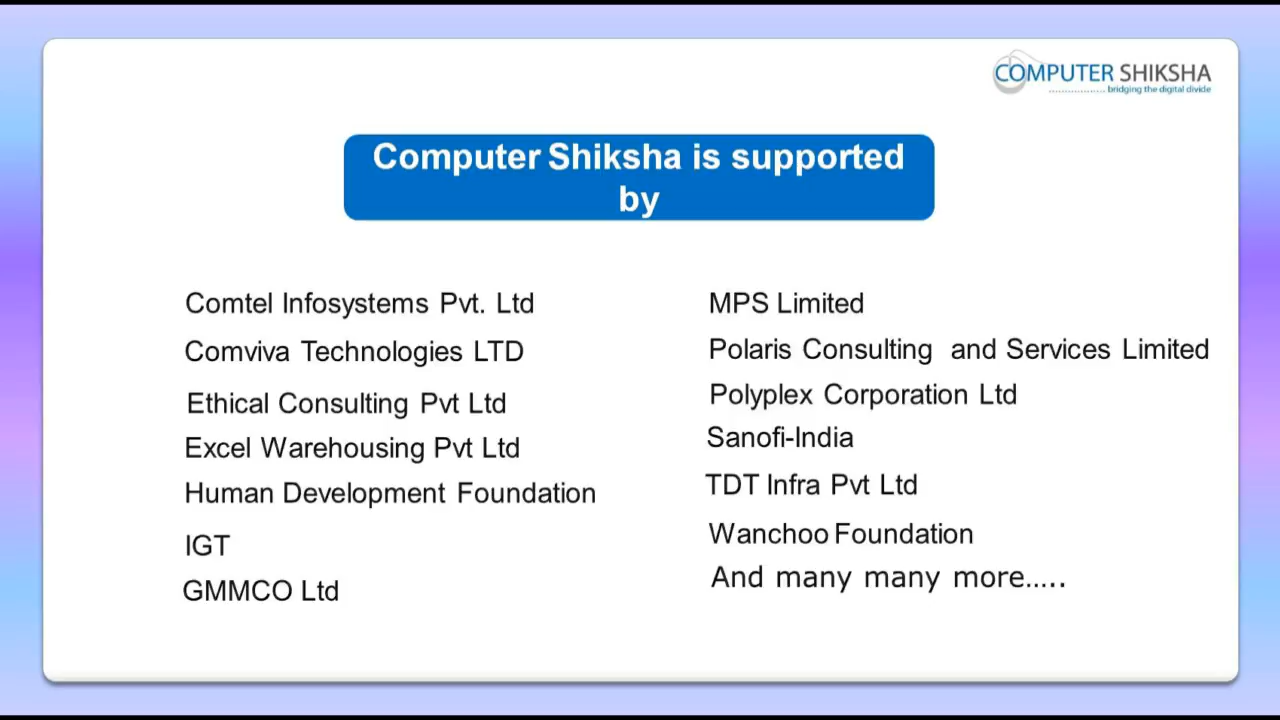 COMPUTER SHIKSHA
bridging the digital divide
Computer Shiksha is supported
by
Comtel Infosystems Pvt. Ltd
Comviva Technologies LTD
Ethical Consulting Pvt Ltd
Excel Warehousing Pvt Ltd
Human Development Foundation
IGT
GMMCO Ltd
MPS Limited
Polaris Consulting and Services Limited
Polyplex Corporation Ltd
Sanofi-India
TDT Infra Pvt Ltd
Wanchoo Foundation
And many many more.....